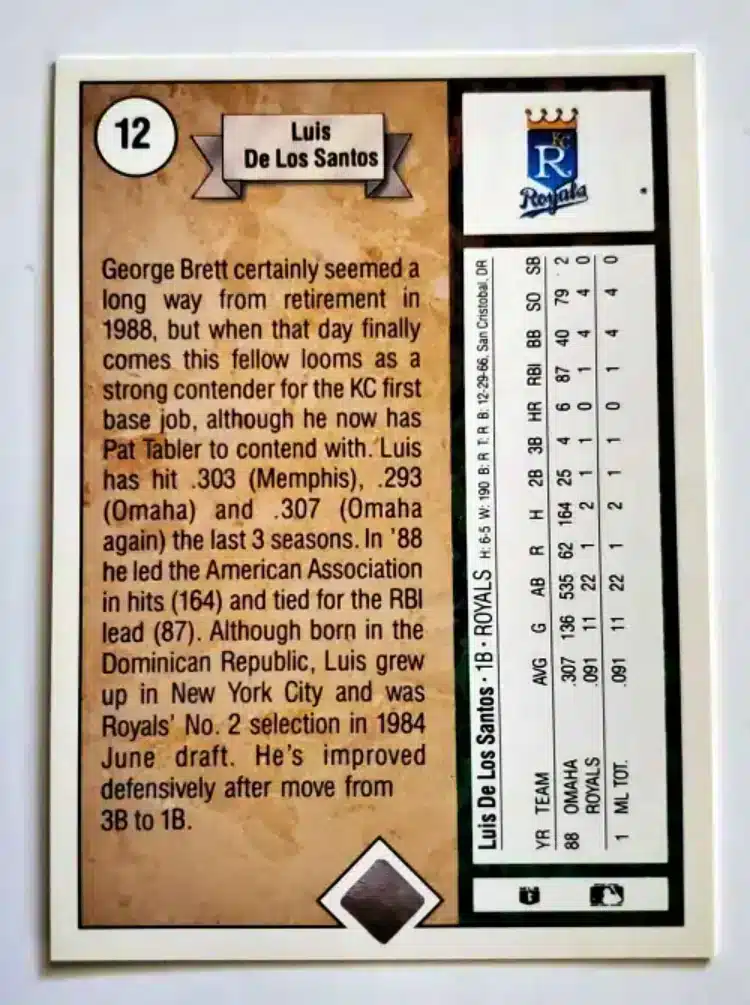 12
Luis
De Los Santos
George Brett certainly seemed a
long way from retirement in
1988, but when that day finally
comes this fellow looms as a
strong contender for the KC first
base job, although he now has
Pat Tabler to contend with. Luis
has hit .303 (Memphis), .293
(Omaha) and .307 (Omaha
again) the last 3 seasons. In '88
he led the American Association
in hits (164) and tied for the RBI
lead (87). Although born in the
Dominican Republic, Luis grew
up in New York City and was
Royals' No. 2 selection in 1984
June draft. He's improved
defensively after move from
3B to 1B.
KC
R
Royals
Luis De Los Santos · 1B · ROYALS H: 6-5 W: 190 B: R T: R B: 12-29-66, San Cristobal, DR
YR TEAM AVG G AB R H 2B 3B HR RBI BB SO SB
88 OMAHA .307 136 535 62 164 25 4 6 87 40 79 2
ROYALS .091 11 22 1 2 1 1 0 1 4 4 0
1 ML TOT. .091 11 22 1 2 1 1 0 1 4 4 0